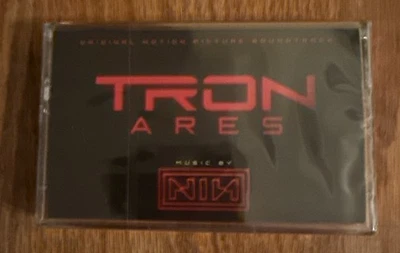 ORIGINAL MOTION PICTURE SOUNDTRACK
TRON
ARES
MUSIC BY
NIN